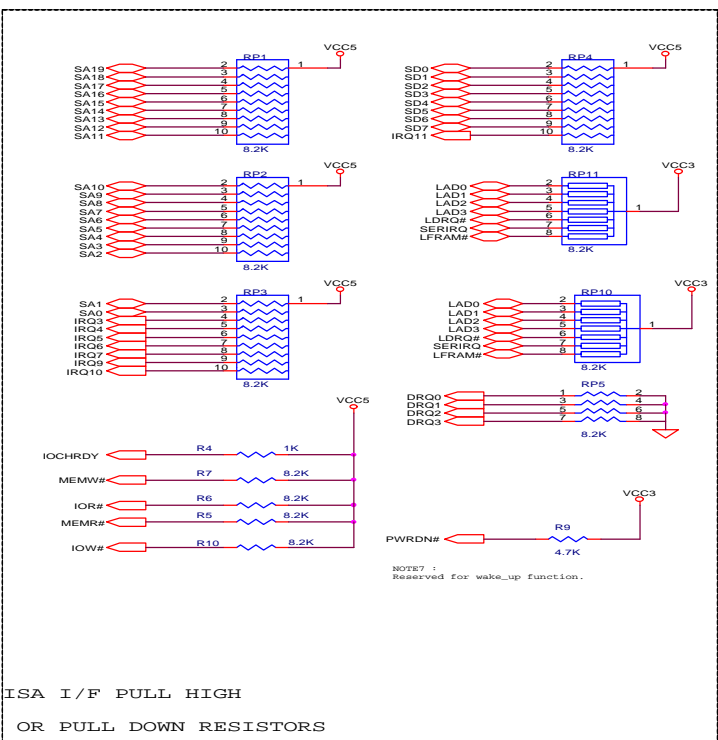 RP1
VCC5
SA19 2 1
SA18 3
SA17 4
SA16 5
SA15 6
SA14 7
SA13 8
SA12 9
SA11 10
8.2K
RP4
VCC5
SD0 2 1
SD1 3
SD2 4
SD3 5
SD4 6
SD5 7
SD6 8
SD7 9
IRQ11 10
8.2K
RP2
VCC5
SA10 2 1
SA9 3
SA8 4
SA7 5
SA6 6
SA5 7
SA4 8
SA3 9
SA2 10
8.2K
RP11
VCC3
LAD0 2
LAD1 3
LAD2 4
LAD3 5 1
LDRQ# 6
SERIRQ 7
LFRAM# 8
8.2K
RP3
VCC5
SA1 2 1
SA0 3
IRQ3 4
IRQ4 5
IRQ5 6
IRQ6 7
IRQ7 8
IRQ9 9
IRQ10 10
8.2K
RP10
VCC3
LAD0 2
LAD1 3
LAD2 4
LAD3 5 1
LDRQ# 6
SERIRQ 7
LFRAM# 8
8.2K
RP5
DRQ0 1 2
DRQ1 3 4
DRQ2 5 6
DRQ3 7 8
8.2K
VCC5
IOCHRDY R4 1K
MEMW# R7 8.2K
IOR# R6 8.2K
MEMR# R5 8.2K
IOW# R10 8.2K
VCC3
PWRDN# R9
4.7K
NOTE7 :
Reserved for wake_up function.
ISA I/F PULL HIGH
OR PULL DOWN RESISTORS